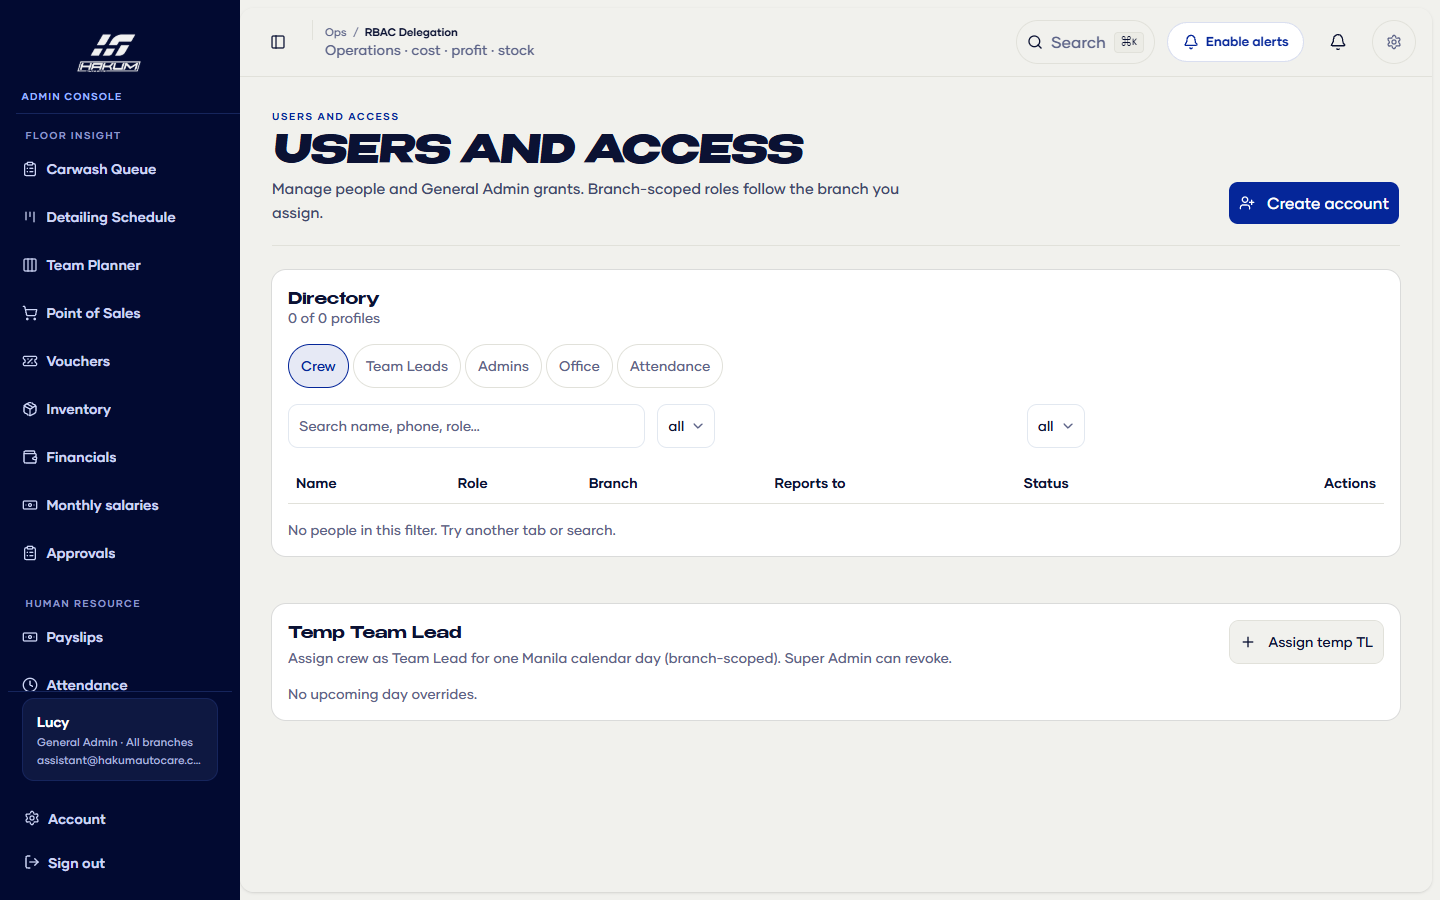 HAKUM
ADMIN CONSOLE
FLOOR INSIGHT
Carwash Queue
Detailing Schedule
Team Planner
Point of Sales
Vouchers
Inventory
Financials
Monthly salaries
Approvals
HUMAN RESOURCE
Payslips
Attendance
Lucy
General Admin · All branches
assistant@hakumautocare.c...
Account
Sign out
Ops / RBAC Delegation
Operations · cost · profit · stock
Search ⌘K
Enable alerts
USERS AND ACCESS
USERS AND ACCESS
Manage people and General Admin grants. Branch-scoped roles follow the branch you
assign.
Create account
Directory
0 of 0 profiles
Crew Team Leads Admins Office Attendance
Search name, phone, role... all all
Name Role Branch Reports to Status Actions
No people in this filter. Try another tab or search.
Temp Team Lead
Assign crew as Team Lead for one Manila calendar day (branch-scoped). Super Admin can revoke.
Assign temp TL
No upcoming day overrides.